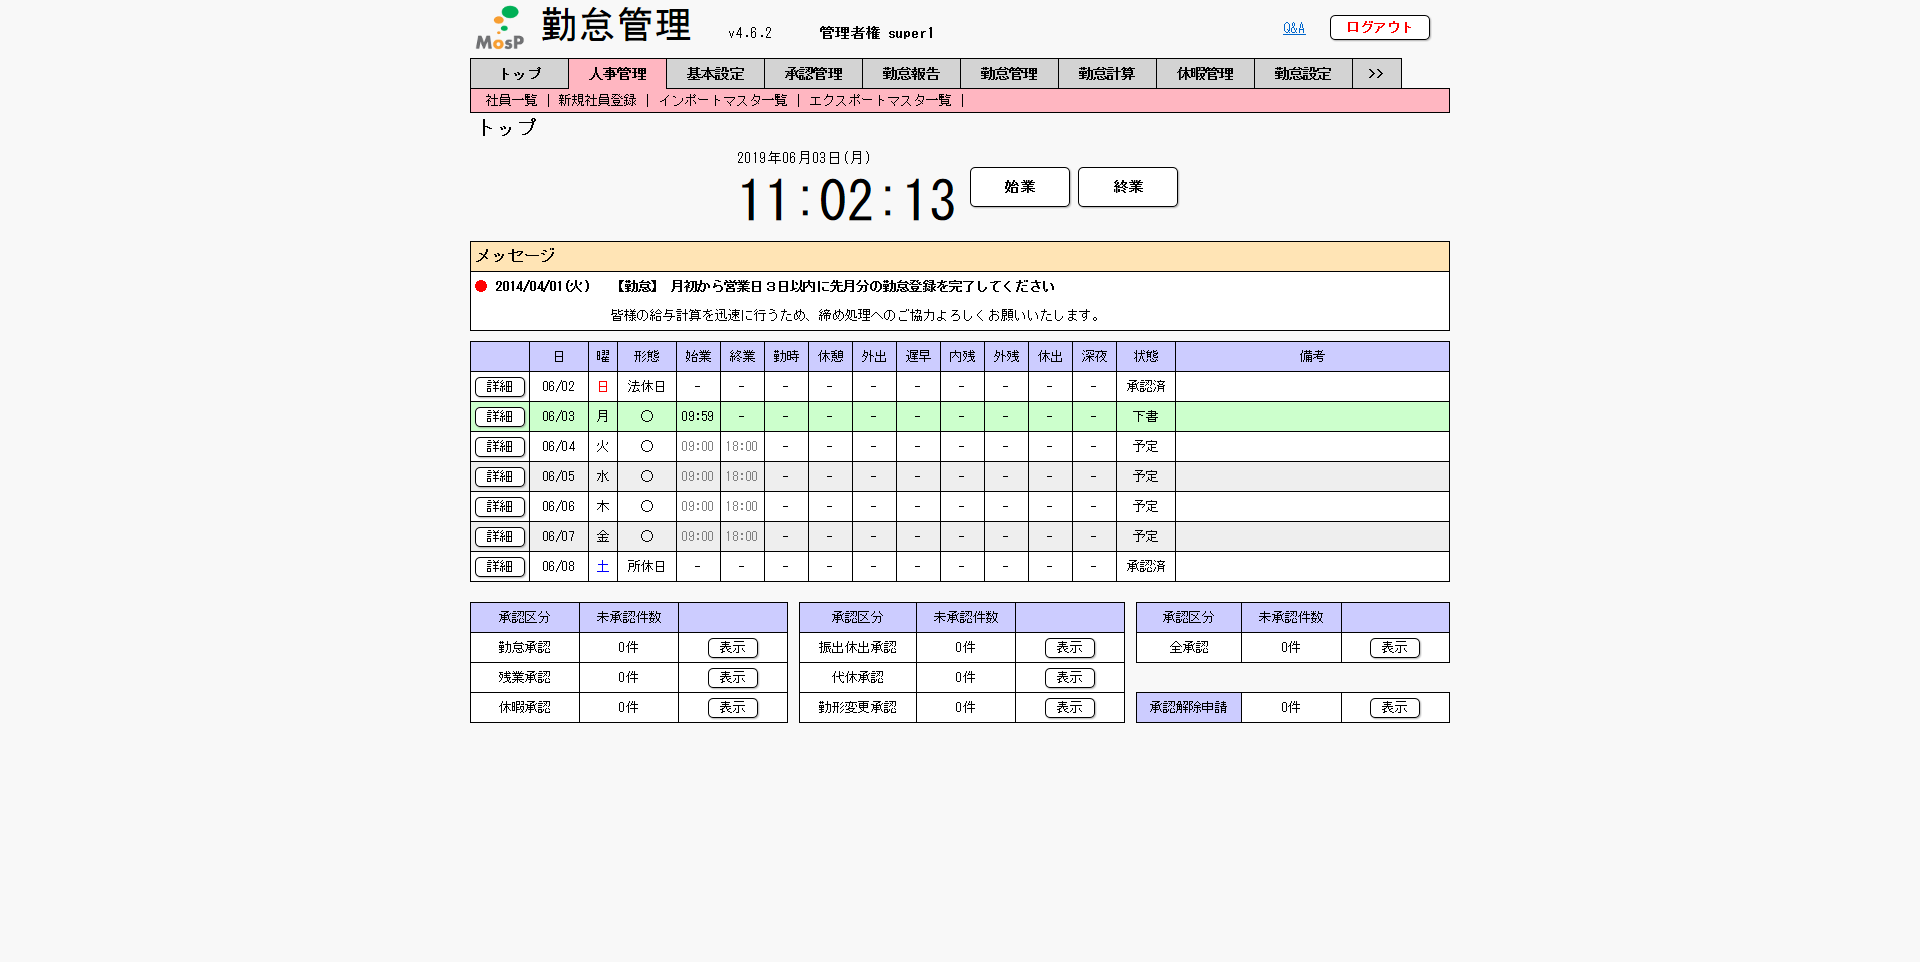 MosP 勤怠管理 v4.6.2 管理者権 super1 Q&A ログアウト
トップ 人事管理 基本設定 承認管理 勤怠報告 勤怠管理 勤怠計算 休暇管理 勤怠設定 >>
社員一覧 | 新規社員登録 | インポートマスタ一覧 | エクスポートマスタ一覧 |
トップ
2019年06月03日(月)
11:02:13 始業 終業
メッセージ
2014/04/01(火) 【勤怠】 月初から営業日３日以内に先月分の勤怠登録を完了してください
皆様の給与計算を迅速に行うため、締め処理へのご協力よろしくお願いいたします。
日 曜 形態 始業 終業 勤時 休憩 外出 遅早 内残 外残 休出 深夜 状態 備考
詳細 06/02 日 法休日 - - - - - - - - - - 承認済
詳細 06/03 月 〇 09:59 - - - - - - - - - 下書
詳細 06/04 火 〇 09:00 18:00 - - - - - - - - 予定
詳細 06/05 水 〇 09:00 18:00 - - - - - - - - 予定
詳細 06/06 木 〇 09:00 18:00 - - - - - - - - 予定
詳細 06/07 金 〇 09:00 18:00 - - - - - - - - 予定
詳細 06/08 土 所休日 - - - - - - - - - - 承認済
承認区分 未承認件数 承認区分 未承認件数 承認区分 未承認件数
勤怠承認 0件 表示 振出休出承認 0件 表示 全承認 0件 表示
残業承認 0件 表示 代休承認 0件 表示
休暇承認 0件 表示 勤形変更承認 0件 表示 承認解除申請 0件 表示